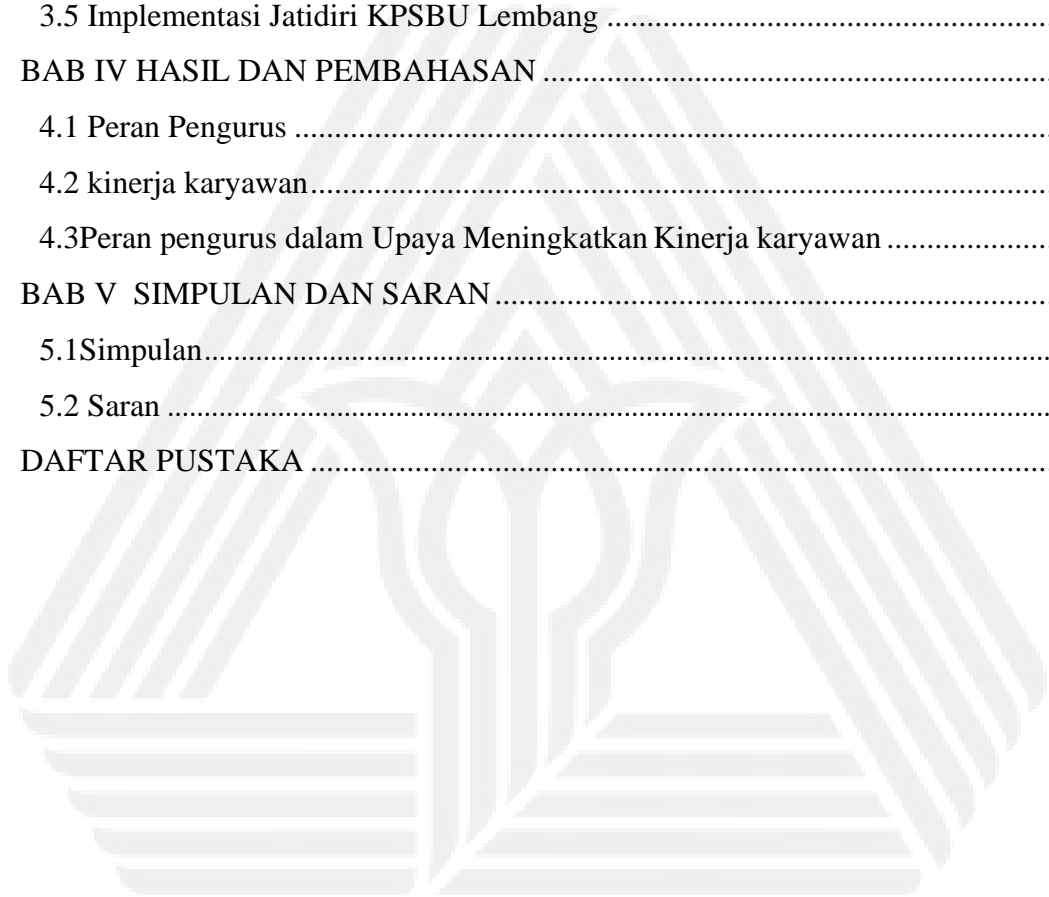 3.5 Implementasi Jatidiri KPSBU Lembang ......................................................
BAB IV HASIL DAN PEMBAHASAN ..............................................................
4.1 Peran Pengurus ..............................................................................................
4.2 kinerja karyawan............................................................................................
4.3Peran pengurus dalam Upaya Meningkatkan Kinerja karyawan ....................
BAB V  SIMPULAN DAN SARAN....................................................................
5.1Simpulan.........................................................................................................
5.2 Saran ..............................................................................................................
DAFTAR PUSTAKA ...........................................................................................